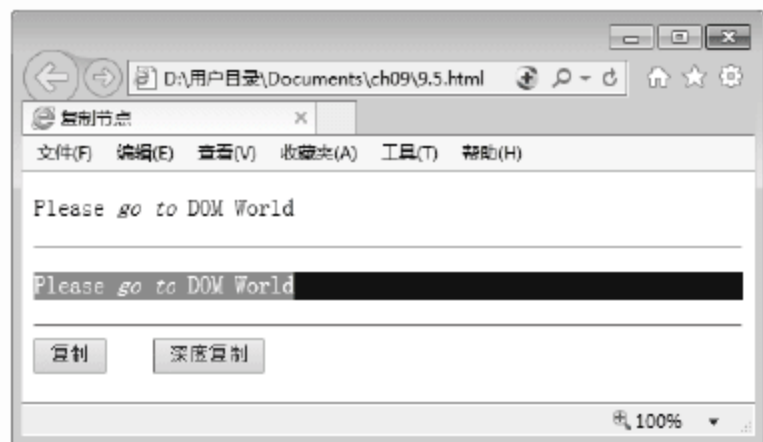 D:\用户目录\Documents\ch09\9.5.html
复制节点
文件(F) 编辑(E) 查看(V) 收藏夹(A) 工具(T) 帮助(H)
Please go to DOM World
Please go to DOM World
复制 深度复制
100%